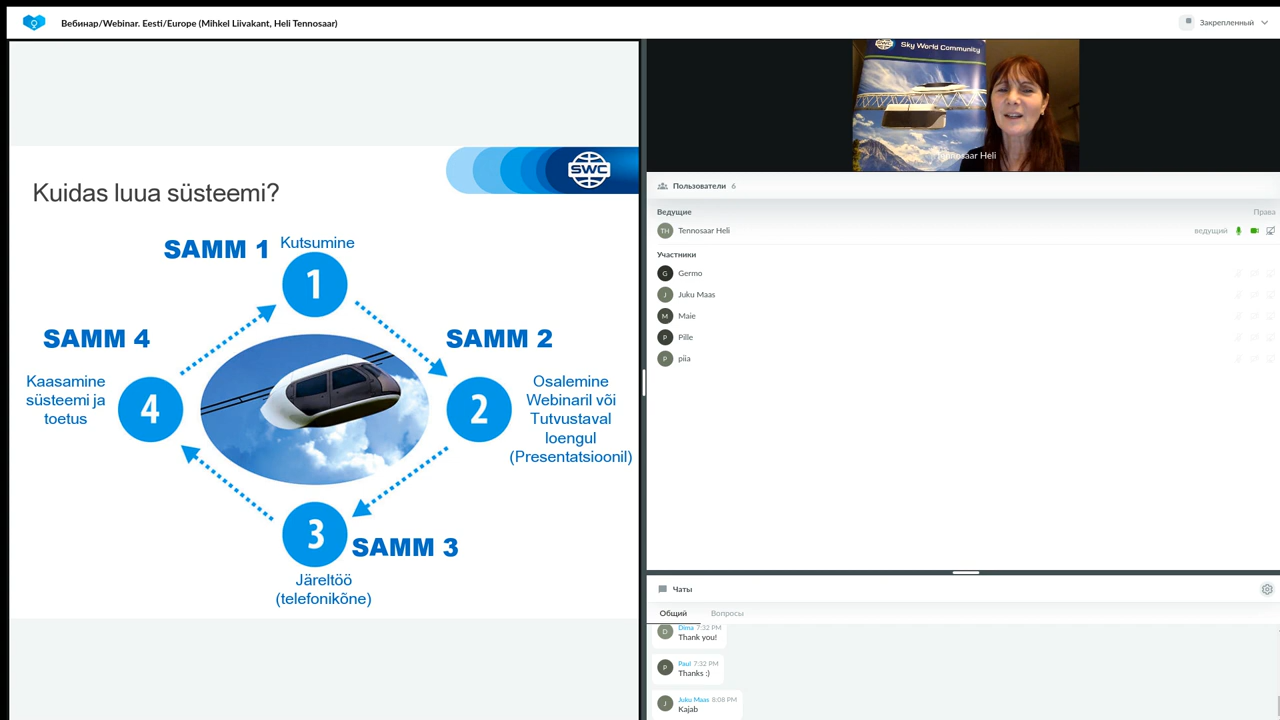 Вебинар/Webinar. Eesti/Europe (Mihkel Liivakant, Heli Tennosaar)
Закрепленный
SWC
Kuidas luua süsteemi?
SAMM 1
Kutsumine
1
SAMM 2
2
Osalemine
Webinaril või
Tutvustaval
loengul
(Presentatsioonil)
3
SAMM 3
Järeltöö
(telefonikõne)
SAMM 4
4
Kaasamine
süsteemi ja
toetus
SWC
Sky World Community
Tennosaar Heli
Пользователи 6
Ведущие
Права
TH Tennosaar Heli
ведущий
Участники
G Germo
J Juku Maas
M Maie
P Pille
P piia
Чаты
Общий
Вопросы
D Dima 7:32 PM
Thank you!
P Paul 7:32 PM
Thanks :)
J Juku Maas 8:08 PM
Kajab